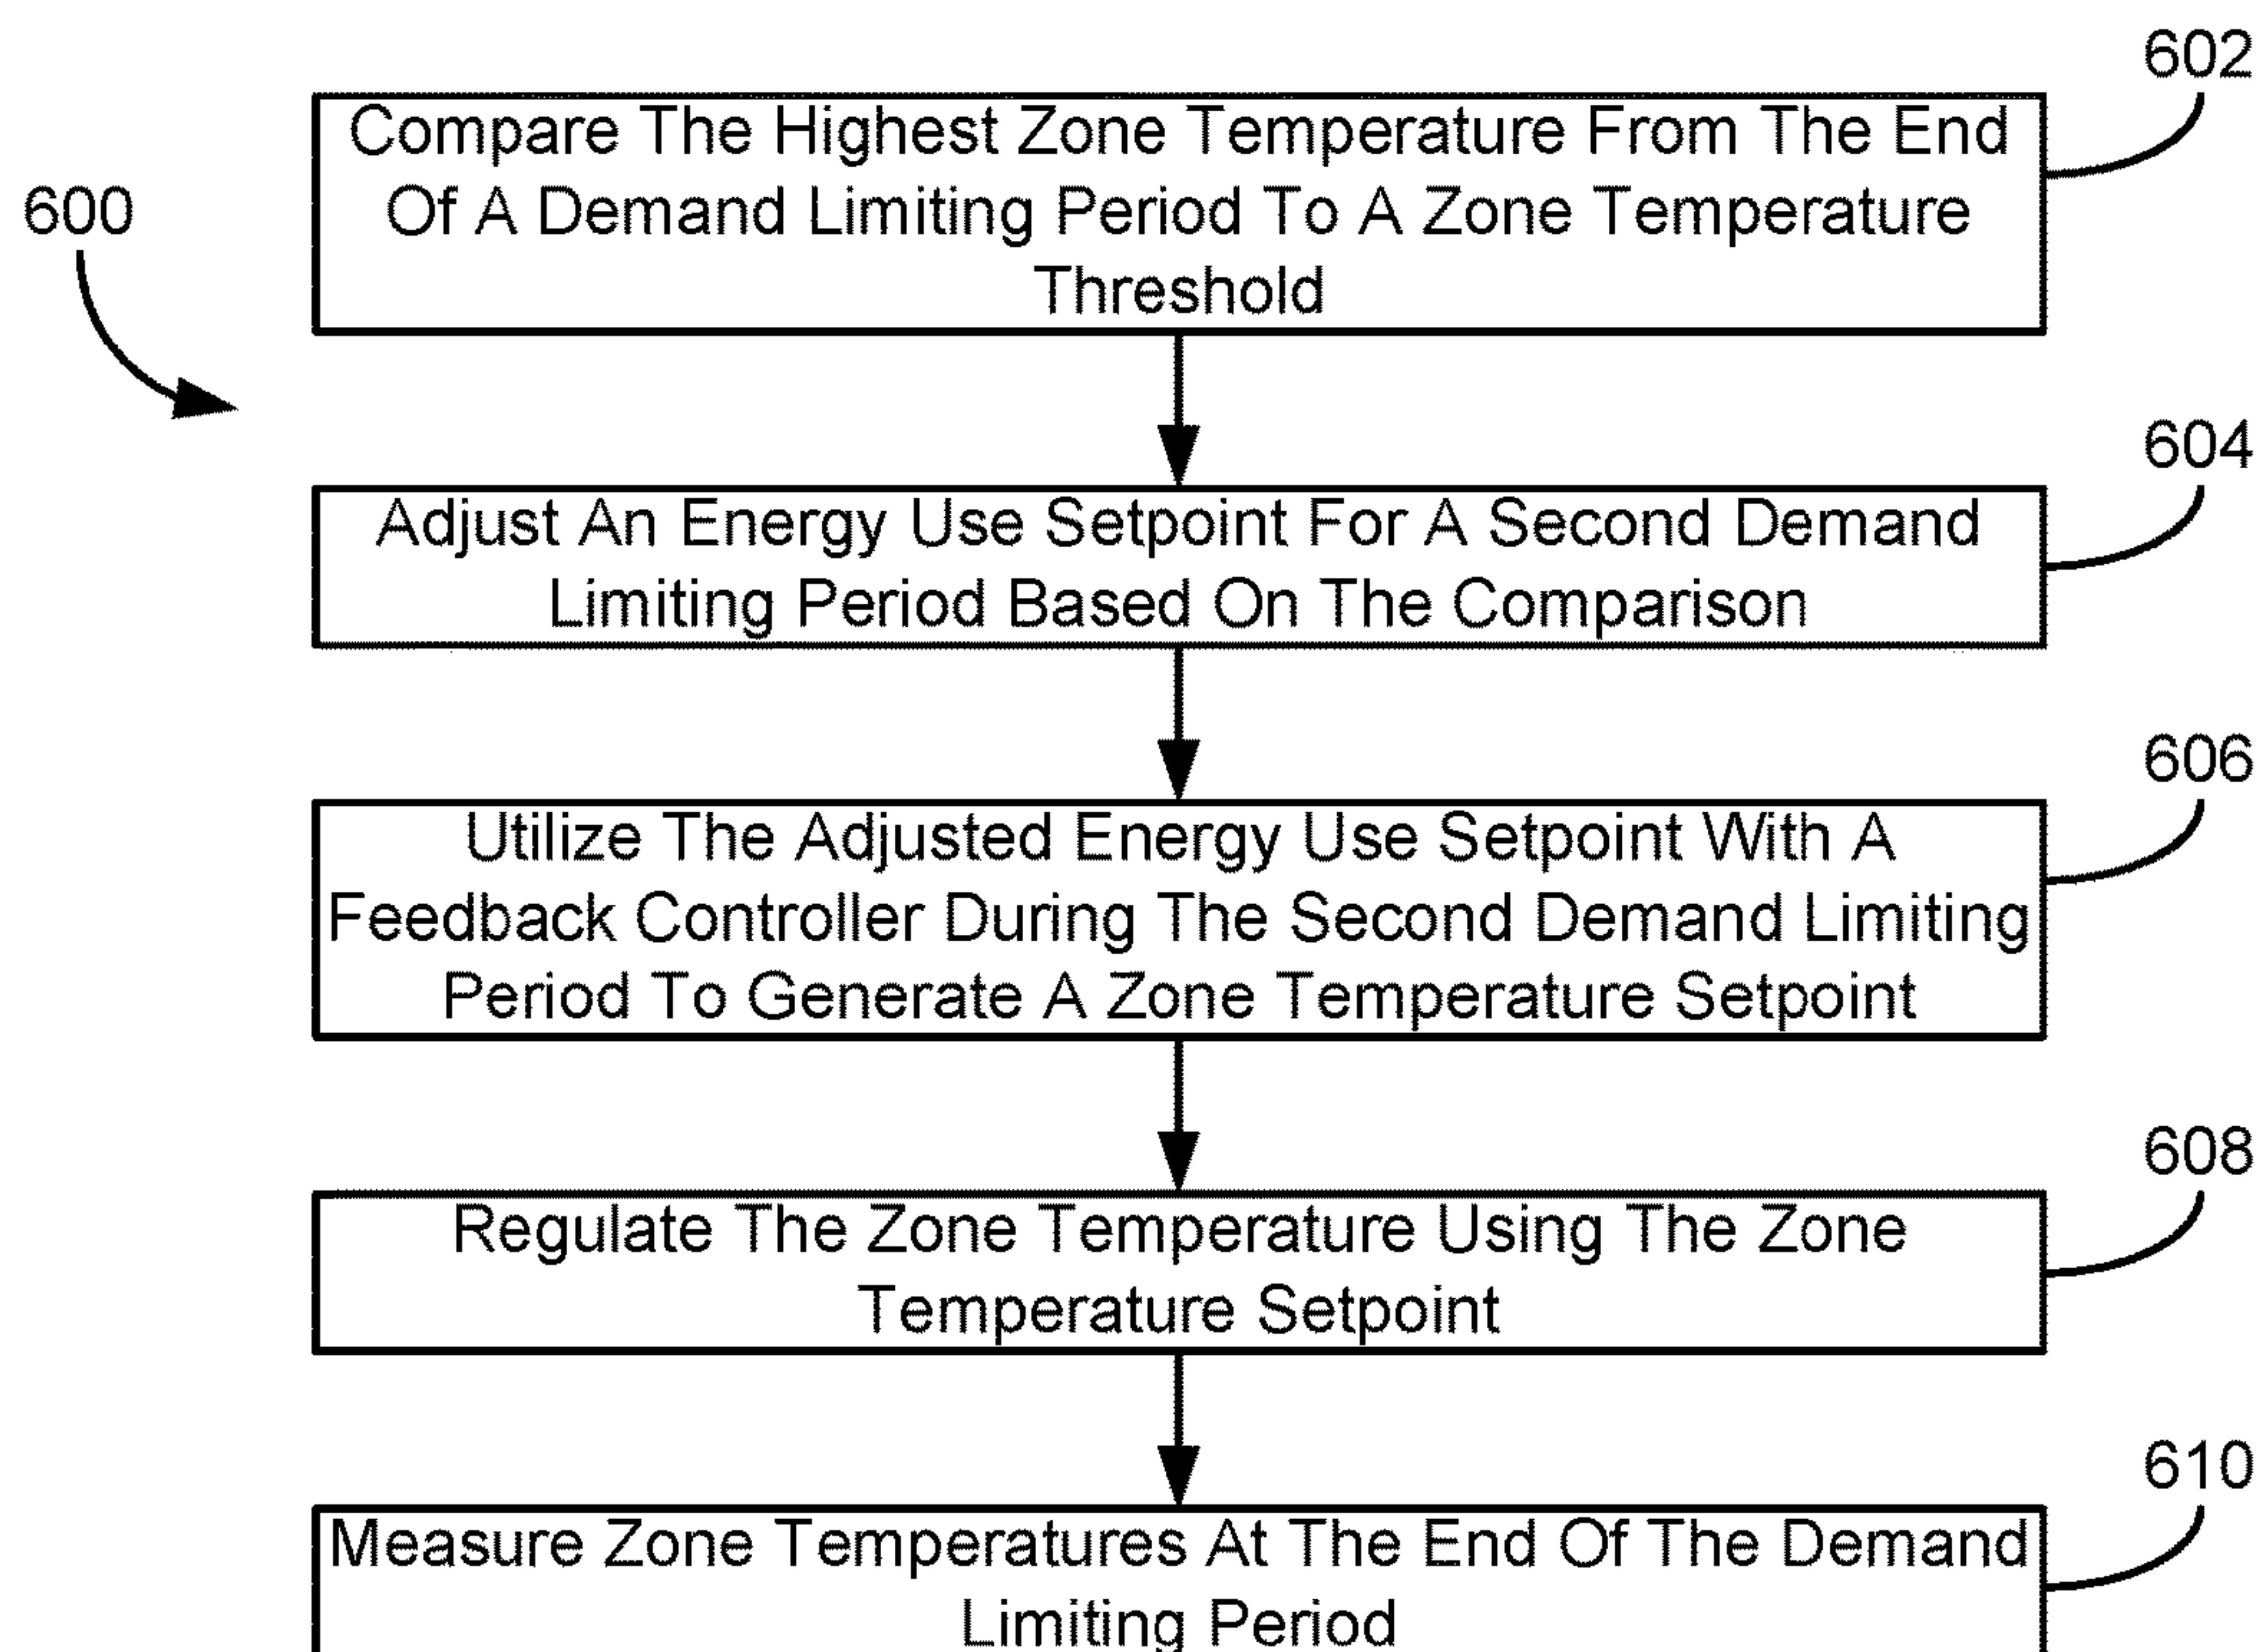 602
Compare The Highest Zone Temperature From The End
Of A Demand Limiting Period To A Zone Temperature
Threshold
600
604
Adjust An Energy Use Setpoint For A Second Demand
Limiting Period Based On The Comparison
606
Utilize The Adjusted Energy Use Setpoint With A
Feedback Controller During The Second Demand Limiting
Period To Generate A Zone Temperature Setpoint
608
Regulate The Zone Temperature Using The Zone
Temperature Setpoint
610
Measure Zone Temperatures At The End Of The Demand
Limiting Period